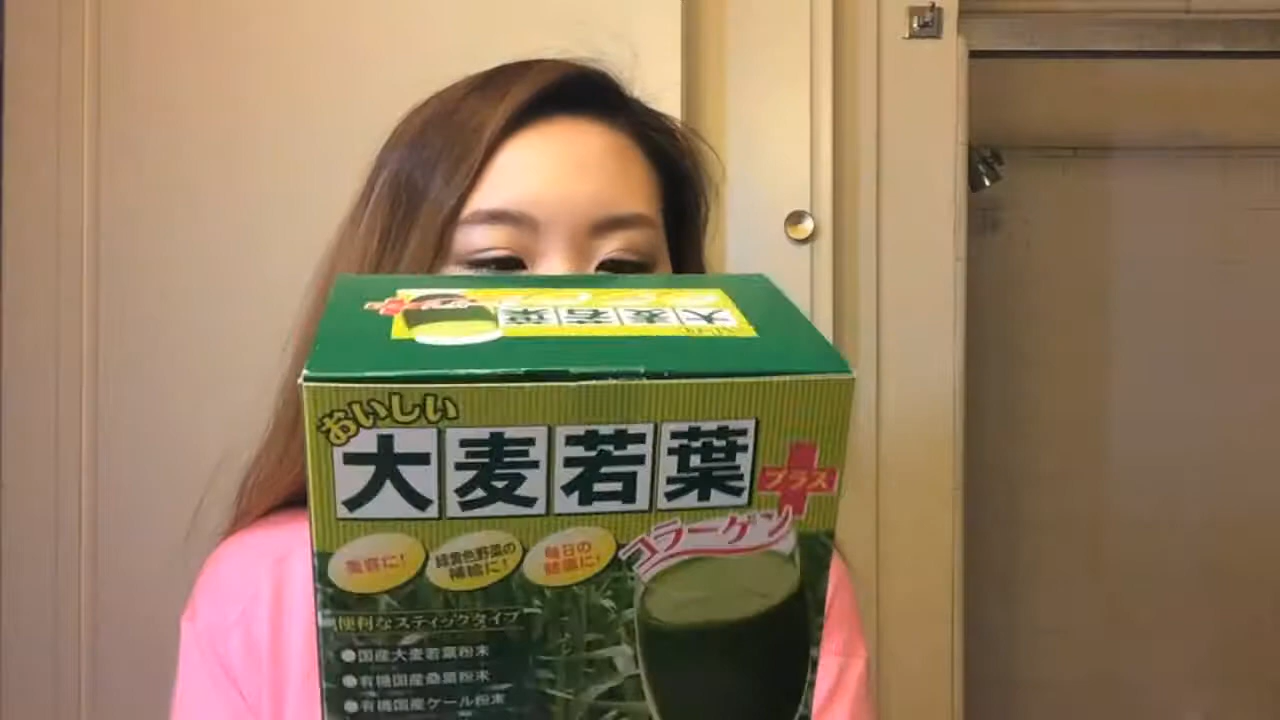 大麦若葉
おいしい
大麦若葉
プラス
コラーゲン
美容に!
緑黄色野菜の
補給に!
毎日の
健康に!
便利なスティックタイプ
●国産大麦若葉粉末
●有機国産桑葉粉末
●有機国産ケール粉末